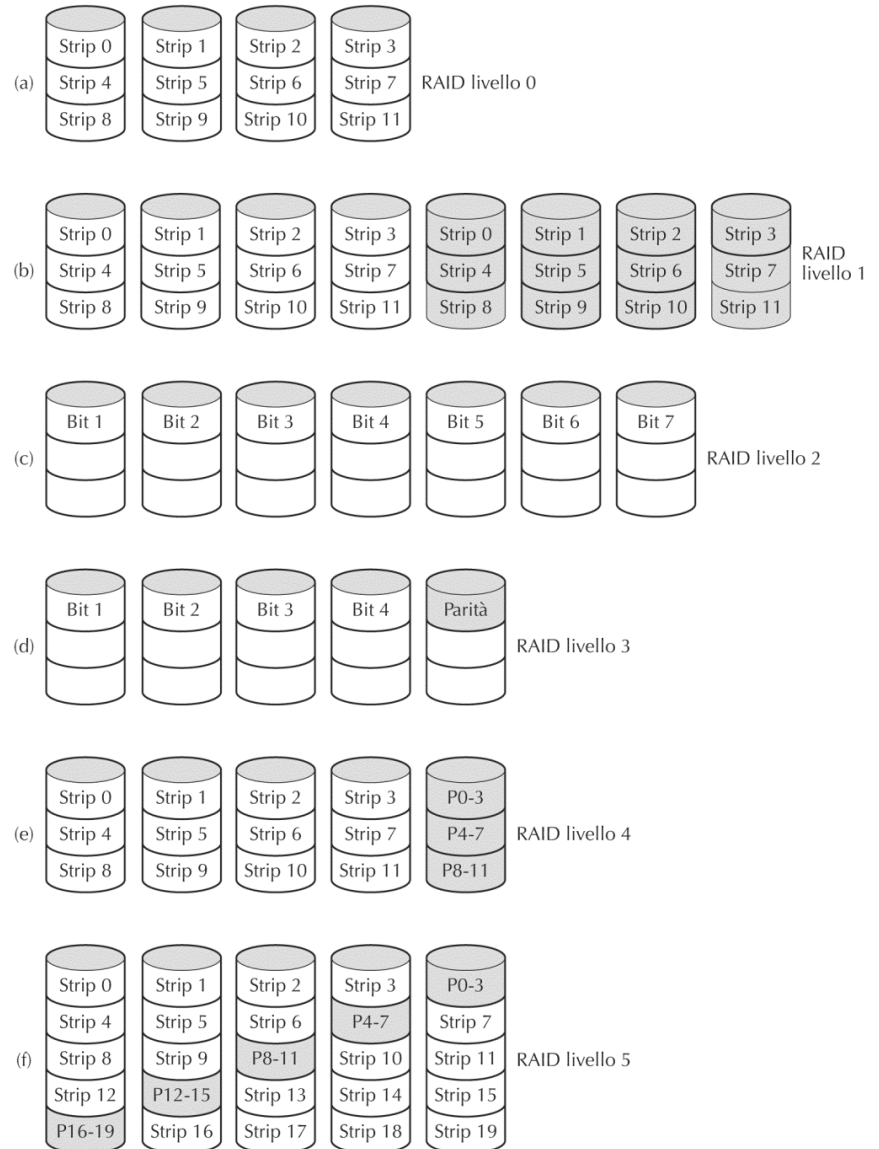 Strip 0 Strip 1 Strip 2 Strip 3
(a) Strip 4 Strip 5 Strip 6 Strip 7 RAID livello 0
Strip 8 Strip 9 Strip 10 Strip 11
Strip 0 Strip 1 Strip 2 Strip 3 Strip 0 Strip 1 Strip 2 Strip 3
(b) Strip 4 Strip 5 Strip 6 Strip 7 Strip 4 Strip 5 Strip 6 Strip 7 RAID
livello 1
Strip 8 Strip 9 Strip 10 Strip 11 Strip 8 Strip 9 Strip 10 Strip 11
Bit 1 Bit 2 Bit 3 Bit 4 Bit 5 Bit 6 Bit 7
(c) RAID livello 2
Bit 1 Bit 2 Bit 3 Bit 4 Parità
(d) RAID livello 3
Strip 0 Strip 1 Strip 2 Strip 3 P0-3
(e) Strip 4 Strip 5 Strip 6 Strip 7 P4-7 RAID livello 4
Strip 8 Strip 9 Strip 10 Strip 11 P8-11
Strip 0 Strip 1 Strip 2 Strip 3 P0-3
Strip 4 Strip 5 Strip 6 P4-7 Strip 7
(f) Strip 8 Strip 9 P8-11 Strip 10 Strip 11 RAID livello 5
Strip 12 P12-15 Strip 13 Strip 14 Strip 15
P16-19 Strip 16 Strip 17 Strip 18 Strip 19